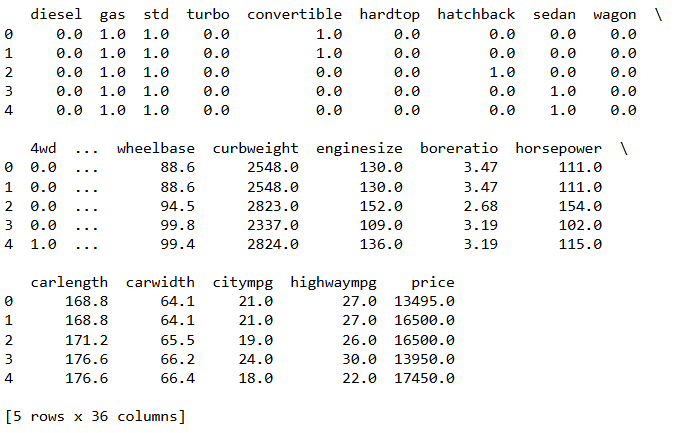 diesel gas std turbo convertible hardtop hatchback sedan wagon \
0 0.0 1.0 1.0 0.0 1.0 0.0 0.0 0.0 0.0
1 0.0 1.0 1.0 0.0 1.0 0.0 0.0 0.0 0.0
2 0.0 1.0 1.0 0.0 0.0 0.0 1.0 0.0 0.0
3 0.0 1.0 1.0 0.0 0.0 0.0 0.0 1.0 0.0
4 0.0 1.0 1.0 0.0 0.0 0.0 0.0 1.0 0.0
4wd ... wheelbase curbweight enginesize boreratio horsepower \
0 0.0 ... 88.6 2548.0 130.0 3.47 111.0
1 0.0 ... 88.6 2548.0 130.0 3.47 111.0
2 0.0 ... 94.5 2823.0 152.0 2.68 154.0
3 0.0 ... 99.8 2337.0 109.0 3.19 102.0
4 1.0 ... 99.4 2824.0 136.0 3.19 115.0
carlength carwidth citympg highwaympg price
0 168.8 64.1 21.0 27.0 13495.0
1 168.8 64.1 21.0 27.0 16500.0
2 171.2 65.5 19.0 26.0 16500.0
3 176.6 66.2 24.0 30.0 13950.0
4 176.6 66.4 18.0 22.0 17450.0
[5 rows x 36 columns]